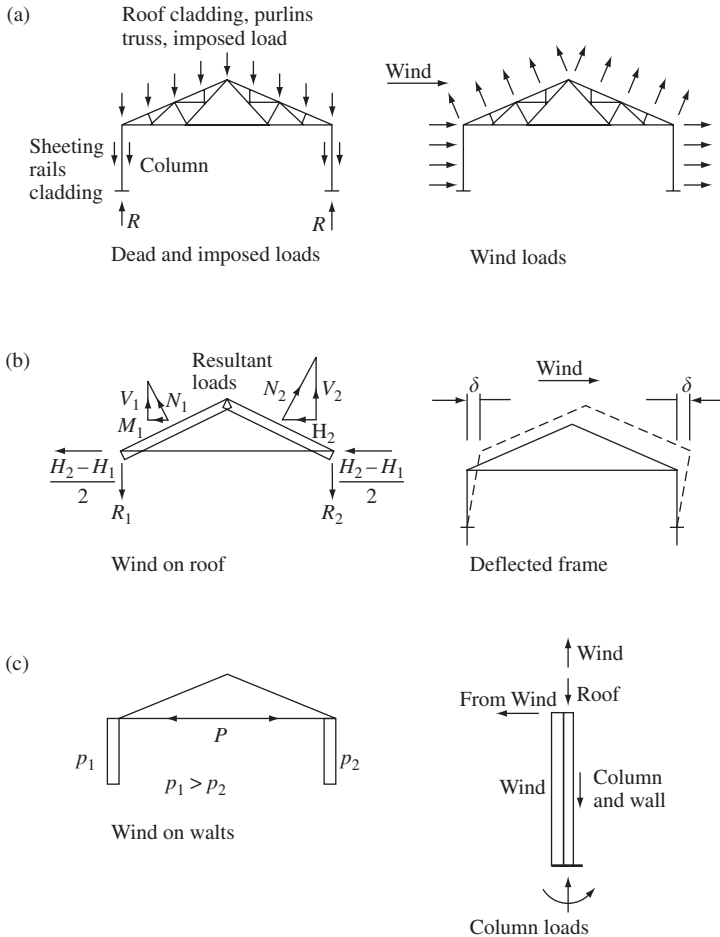 (a)
Roof cladding, purlins
truss, imposed load
Sheeting
rails
cladding
Column
R
R
Dead and imposed loads
Wind
Wind loads
(b)
Resultant
loads
V1
N1
M1
N2
V2
H2
H2 – H1
2
H2 – H1
2
R1
R2
Wind on roof
Wind
δ
δ
Deflected frame
(c)
P
p1
p2
p1 > p2
Wind on walts
Wind
From Wind
Roof
Wind
Column
and wall
Column loads